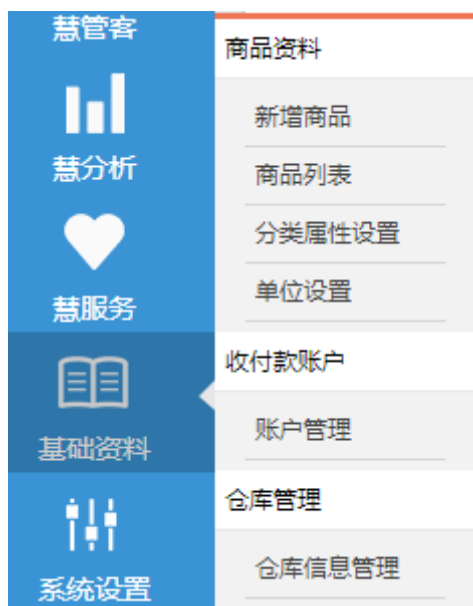 慧管客
慧分析
慧服务
基础资料
系统设置
商品资料
新增商品
商品列表
分类属性设置
单位设置
收付款账户
账户管理
仓库管理
仓库信息管理